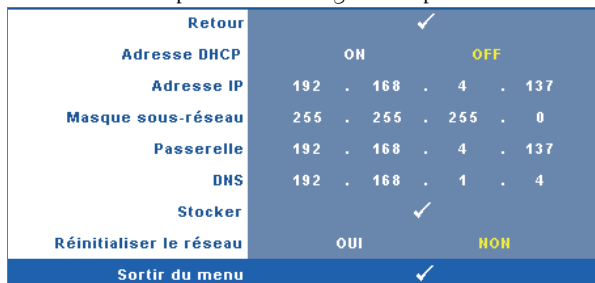 Retour ✓
Adresse DHCP ON OFF
Adresse IP 192 . 168 . 4 . 137
Masque sous-réseau 255 . 255 . 255 . 0
Passerelle 192 . 168 . 4 . 137
DNS 192 . 168 . 1 . 4
Stocker ✓
Réinitialiser le réseau OUI NON
Sortir du menu ✓